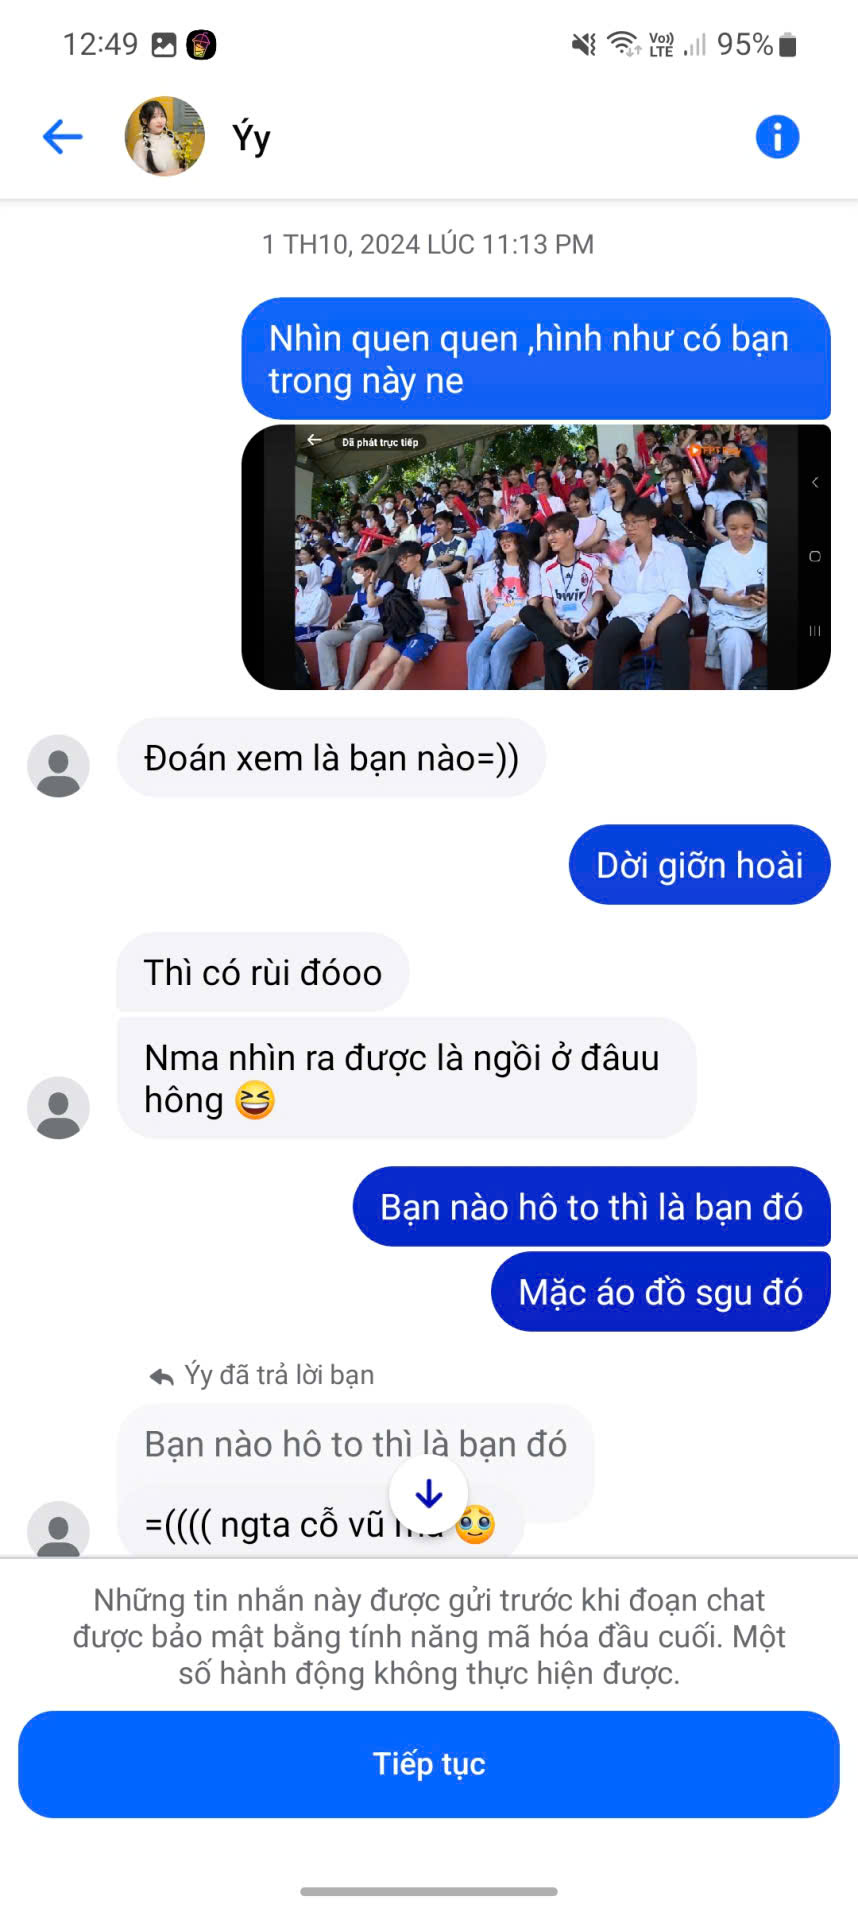 12:49
Vo)) LTE 95%
Ýy
1 TH10, 2024 LÚC 11:13 PM
Nhìn quen quen ,hình như có bạn
trong này ne
Đã phát trực tiếp
bwin
Đoán xem là bạn nào=))
Dời giỡn hoài
Thì có rùi đóoo
Nma nhìn ra được là ngồi ở đâuu
hông 😆
Bạn nào hô to thì là bạn đó
Mặc áo đồ sgu đó
Ýy đã trả lời bạn
Bạn nào hô to thì là bạn đó
=(((( ngta cỗ vũ 🥹
Những tin nhắn này được gửi trước khi đoạn chat
được bảo mật bằng tính năng mã hóa đầu cuối. Một
số hành động không thực hiện được.
Tiếp tục